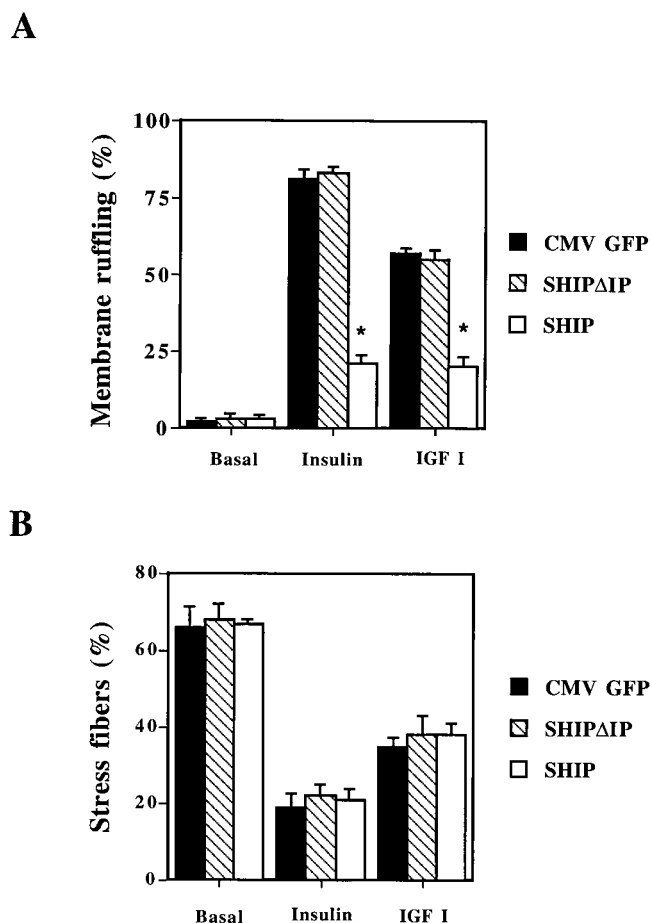 A
100
75
50
25
0
Membrane ruffling (%)
Basal
Insulin
IGF I
*
*
CMV GFP
SHIPΔIP
SHIP
B
80
60
40
20
0
Stress fibers (%)
Basal
Insulin
IGF I
CMV GFP
SHIPΔIP
SHIP